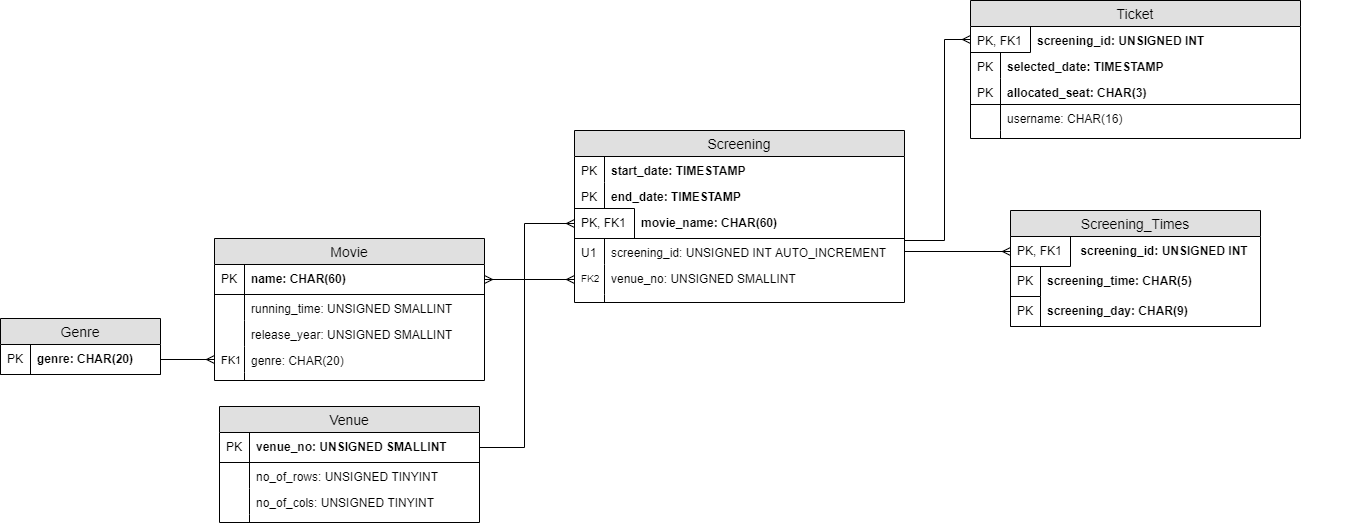 Ticket
PK, FK1 screening_id: UNSIGNED INT
PK selected_date: TIMESTAMP
PK allocated_seat: CHAR(3)
username: CHAR(16)
Screening
PK start_date: TIMESTAMP
PK end_date: TIMESTAMP
PK, FK1 movie_name: CHAR(60)
U1 screening_id: UNSIGNED INT AUTO_INCREMENT
FK2 venue_no: UNSIGNED SMALLINT
Screening_Times
PK, FK1 screening_id: UNSIGNED INT
PK screening_time: CHAR(5)
PK screening_day: CHAR(9)
Movie
PK name: CHAR(60)
running_time: UNSIGNED SMALLINT
release_year: UNSIGNED SMALLINT
FK1 genre: CHAR(20)
Genre
PK genre: CHAR(20)
Venue
PK venue_no: UNSIGNED SMALLINT
no_of_rows: UNSIGNED TINYINT
no_of_cols: UNSIGNED TINYINT